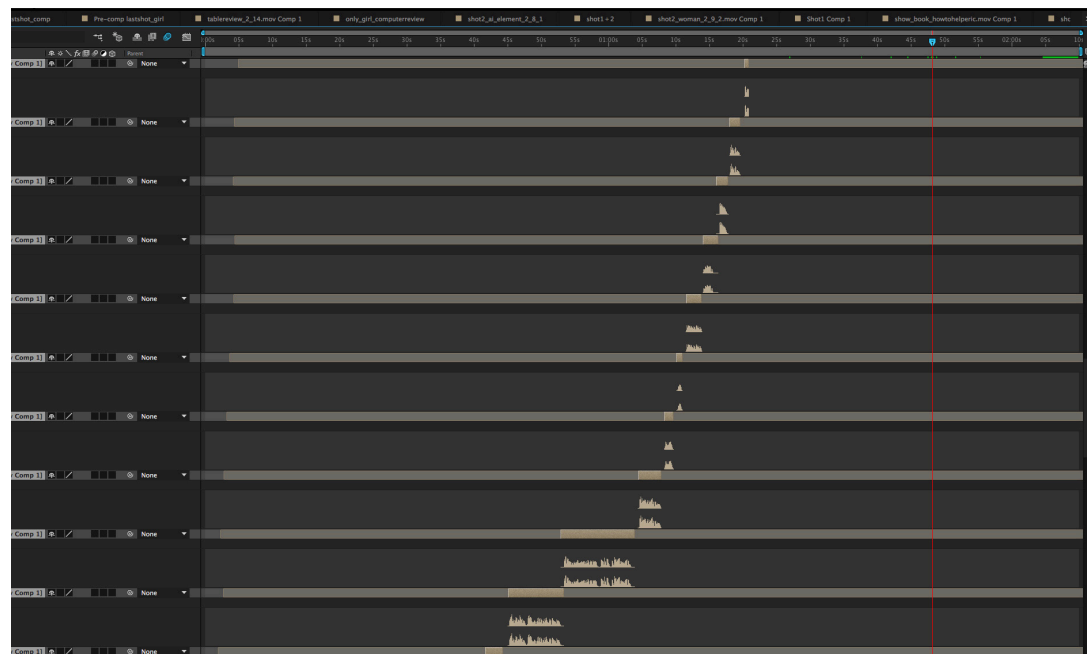 stshot_comp Pre-comp lastshot_girl tablereview_2_14.mov Comp 1 only_girl_computerreview shot2_ai_element_2_8_1 shot1+2 shot2_woman_2_9_2.mov Comp 1 Shot1 Comp 1 show_book_howtohelperic.mov Comp 1 shc
:00s 05s 10s 15s 20s 25s 30s 35s 40s 45s 50s 55s 01:00s 05s 10s 15s 20s 25s 30s 35s 40s 45s 50s 55s 02:00s 05s 10s
fx Parent
Comp 1] None
Comp 1] None
Comp 1] None
Comp 1] None
Comp 1] None
Comp 1] None
Comp 1] None
Comp 1] None
Comp 1] None
Comp 1] None
Comp 1] None